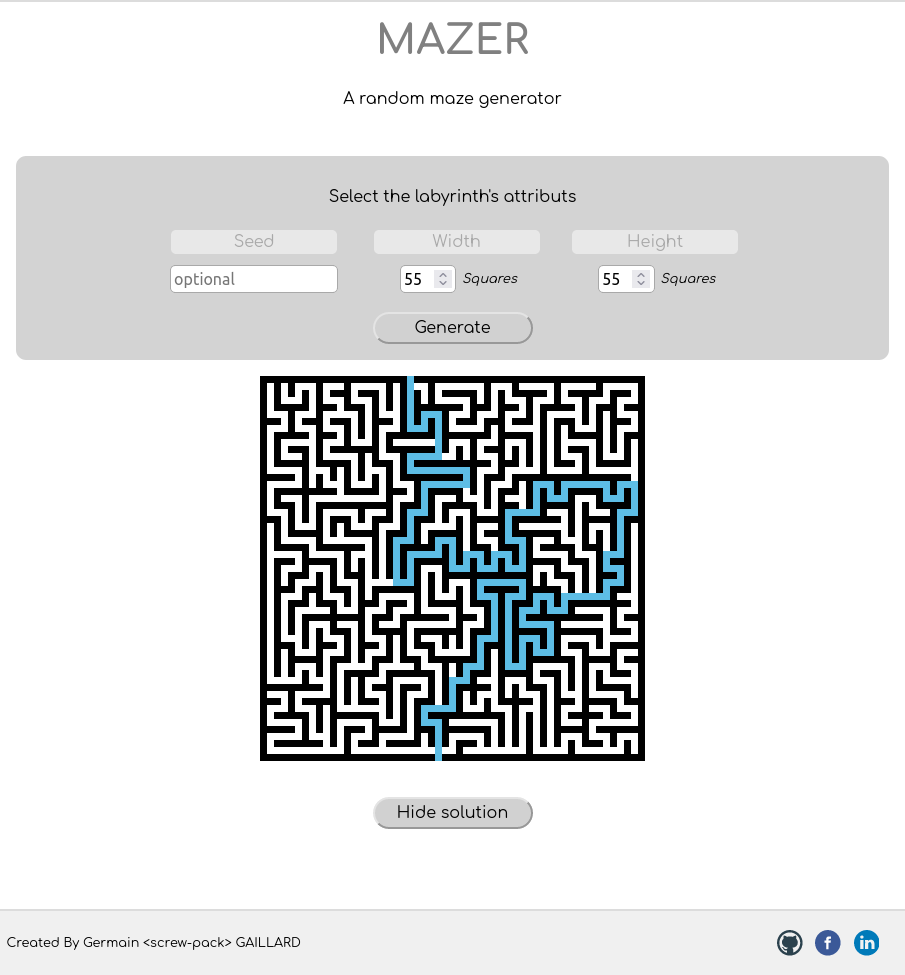 MAZER
A random maze generator
Select the labyrinth's attributs
Seed Width Height
optional 55 Squares 55 Squares
Generate
Hide solution
Created By Germain <screw-pack> GAILLARD
f in